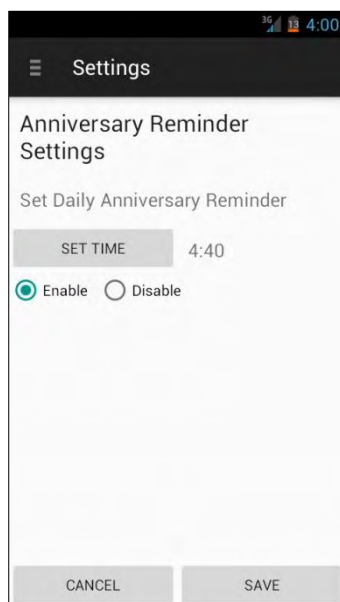 3G 13 4:00
Settings
Anniversary Reminder
Settings
Set Daily Anniversary Reminder
SET TIME 4:40
Enable Disable
CANCEL SAVE